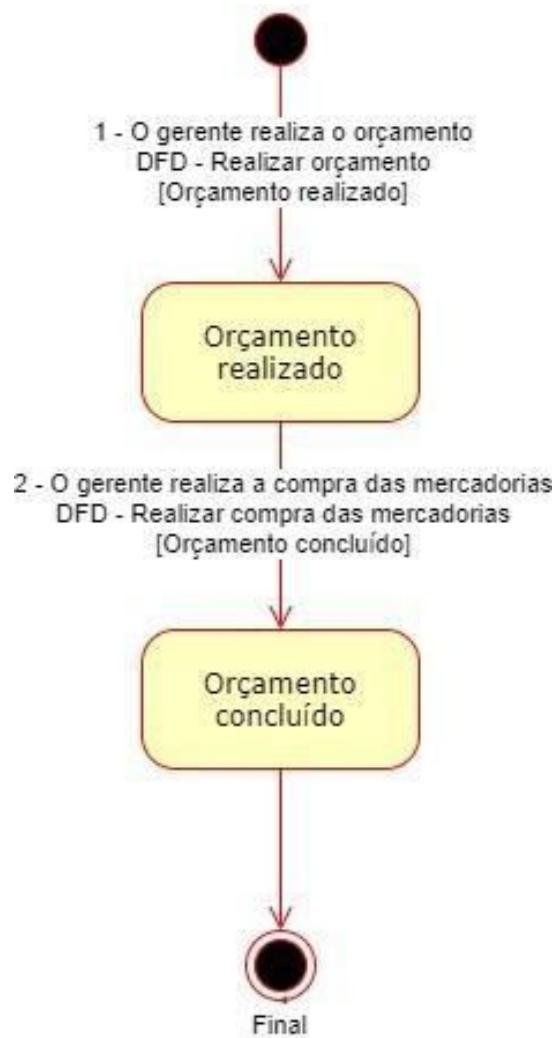 1 - O gerente realiza o orçamento
DFD - Realizar orçamento
[Orçamento realizado]
Orçamento
realizado
2 - O gerente realiza a compra das mercadorias
DFD - Realizar compra das mercadorias
[Orçamento concluído]
Orçamento
concluído
Final